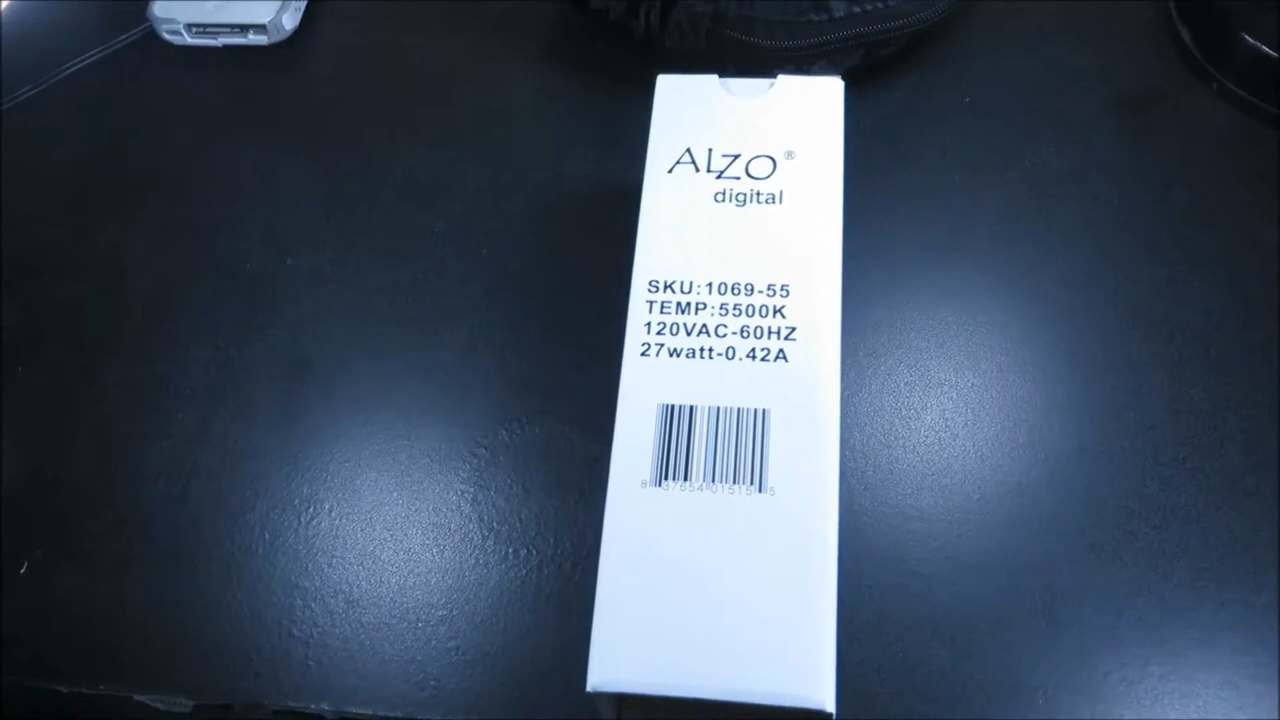 ALZO®
digital
SKU:1069-55
TEMP:5500K
120VAC-60HZ
27watt-0.42A
8 37654 01515 5